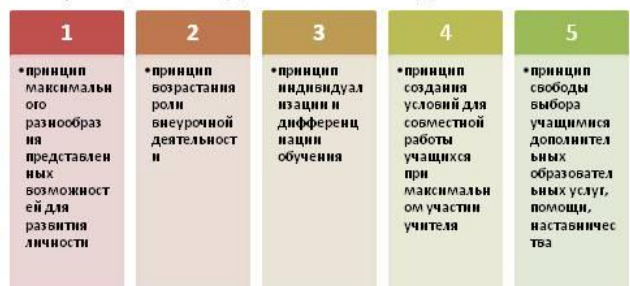 1
•принцип
максимальн
ого
разнообраз
ия
представлен
ных
возможност
ей для
развития
личности
2
•принцип
возрастания
роли
внеурочной
деятельност
и
3
•принцип
индивидуал
изации и
дифференц
иации
обучения
4
•принцип
создания
условий для
совместной
работы
учащихся
при
максимальн
ом участии
учителя
5
•принцип
свободы
выбора
учащимися
дополнител
ьных
образовател
ьных услуг,
помощи,
наставничес
тва